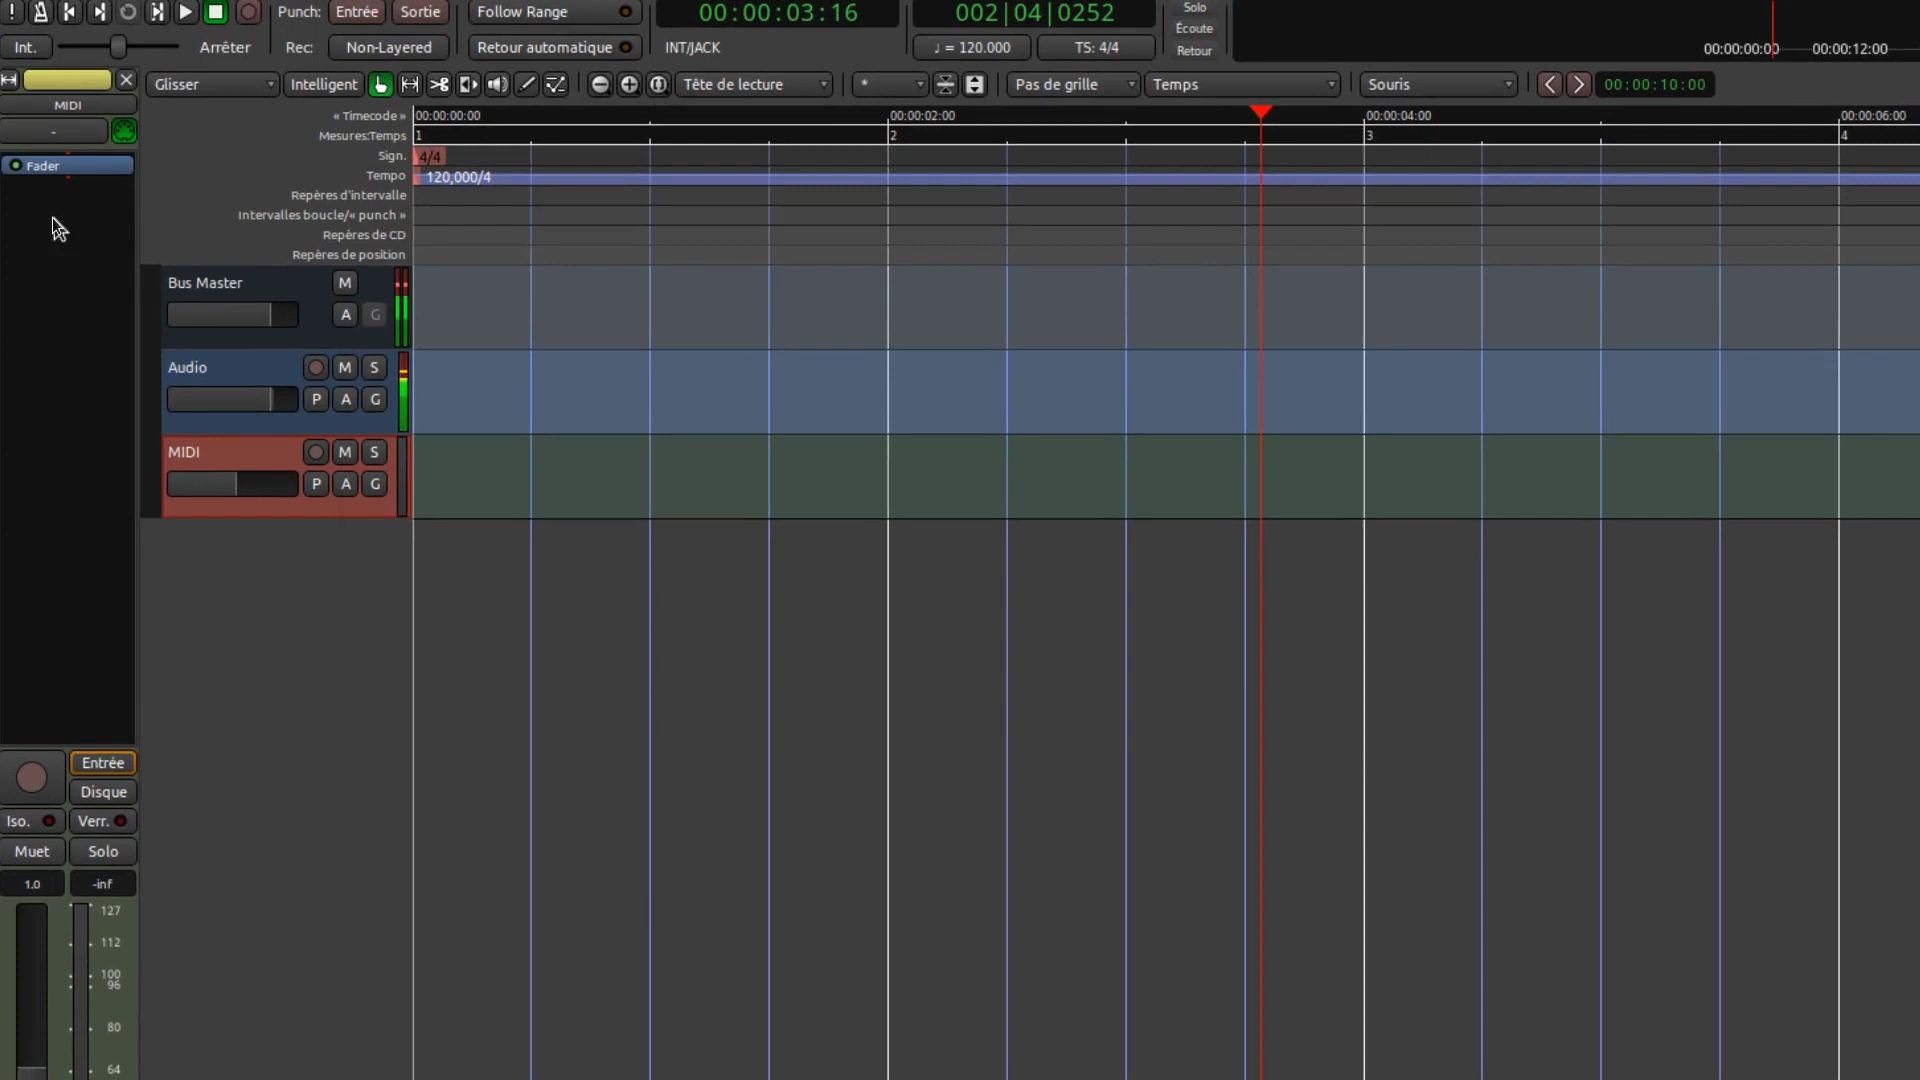 Punch: Entrée Sortie Follow Range 00:00:03:16 002|04|0252 Solo
Écoute
Int. Arrêter Rec: Non-Layered Retour automatique INT/JACK ♩ = 120.000 TS: 4/4 Retour 00:00:00:00 00:00:12:00
Glisser Intelligent Tête de lecture * Pas de grille Temps Souris 00:00:10:00
MIDI
-
Fader
« Timecode » 00:00:00:00 00:00:02:00 00:00:04:00 00:00:06:00
Mesures:Temps 1 2 3 4
Sign. 4/4
Tempo 120,000/4
Repères d'intervalle
Intervalles boucle/« punch »
Repères de CD
Repères de position
Bus Master M
A G
Audio M S
P A G
MIDI M S
P A G
Entrée
Disque
Iso. Verr.
Muet Solo
1.0 -inf
127
112
100
96
80
64